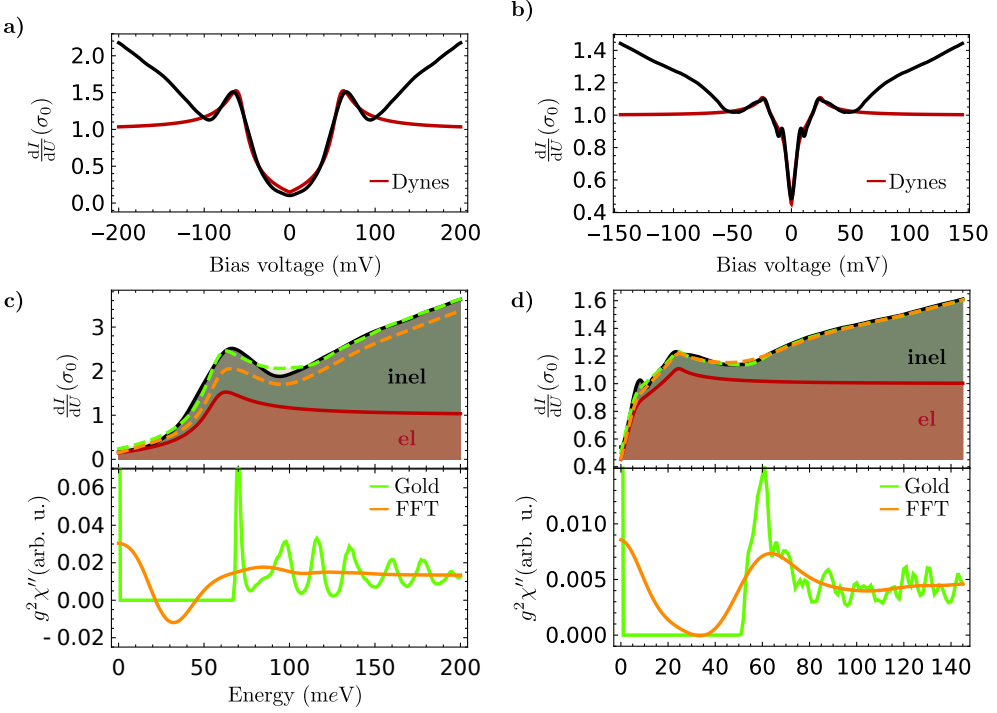 a)
b)
2.0
1.5
1.0
0.5
0.0
dI/dU (σ0)
Dynes
−200 −100 0 100 200
Bias voltage (mV)
1.4
1.2
1.0
0.8
0.6
0.4
dI/dU (σ0)
Dynes
−150 −100 −50 0 50 100 150
Bias voltage (mV)
c)
3
2
1
0
dI/dU (σ0)
inel
el
0.06
0.04
0.02
0.00
-0.02
g²χ″(arb. u.)
Gold
FFT
0 50 100 150 200
Energy (meV)
d)
1.6
1.4
1.2
1.0
0.8
0.6
0.4
dI/dU (σ0)
inel
el
0.010
0.005
0.000
g²χ″(arb. u.)
Gold
FFT
0 20 40 60 80 100 120 140